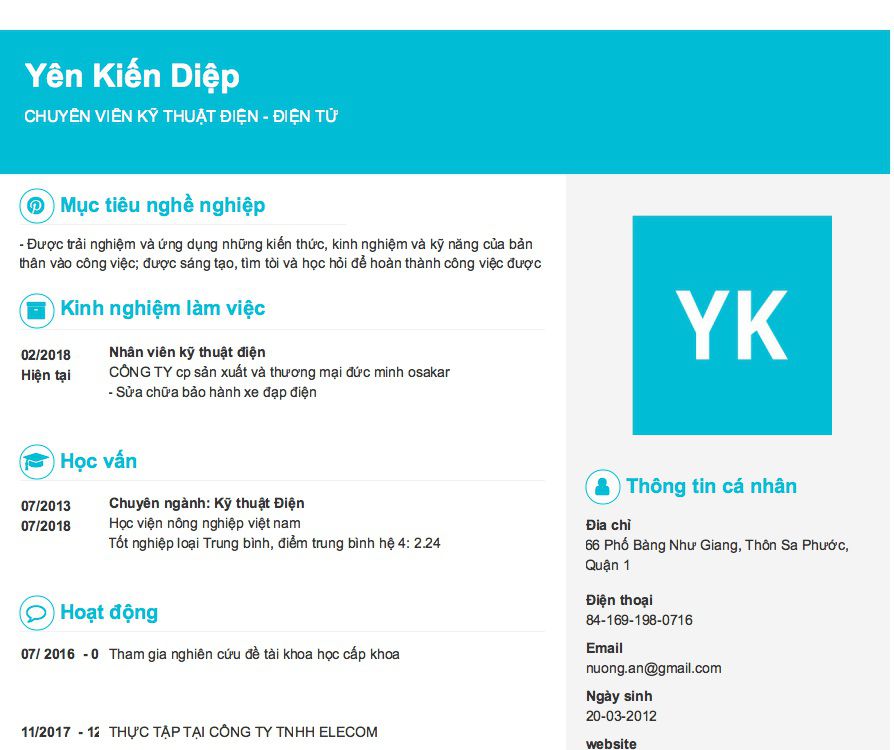 Yên Kiến Diệp
CHUYÊN VIÊN KỸ THUẬT ĐIỆN - ĐIỆN TỬ
Mục tiêu nghề nghiệp
- Được trải nghiệm và ứng dụng những kiến thức, kinh nghiệm và kỹ năng của bản
thân vào công việc; được sáng tạo, tìm tòi và học hỏi để hoàn thành công việc được
Kinh nghiệm làm việc
02/2018
Hiện tại
Nhân viên kỹ thuật điện
CÔNG TY cp sản xuất và thương mại đức minh osakar
- Sửa chữa bảo hành xe đạp điện
Học vấn
07/2013
07/2018
Chuyên ngành: Kỹ thuật Điện
Học viện nông nghiệp việt nam
Tốt nghiệp loại Trung bình, điểm trung bình hệ 4: 2.24
Hoạt động
07/ 2016 - 0
Tham gia nghiên cứu đề tài khoa học cấp khoa
11/2017 - 12
THỰC TẬP TẠI CÔNG TY TNHH ELECOM
YK
Thông tin cá nhân
Địa chỉ
66 Phố Bàng Như Giang, Thôn Sa Phước,
Quận 1
Điện thoại
84-169-198-0716
Email
nuong.an@gmail.com
Ngày sinh
20-03-2012
website